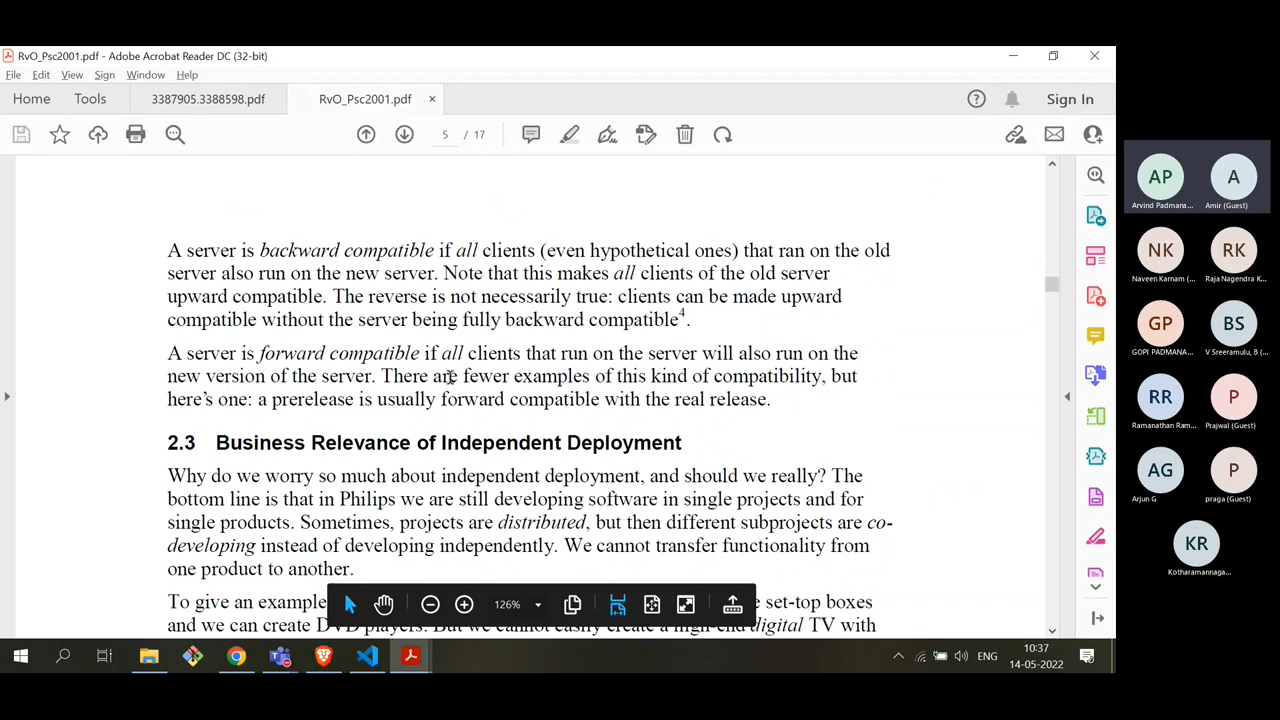 RvO_Psc2001.pdf - Adobe Acrobat Reader DC (32-bit)
File Edit View Sign Window Help
Home Tools 3387905.3388598.pdf RvO_Psc2001.pdf × Sign In
5 / 17
A server is backward compatible if all clients (even hypothetical ones) that ran on the old
server also run on the new server. Note that this makes all clients of the old server
upward compatible. The reverse is not necessarily true: clients can be made upward
compatible without the server being fully backward compatible4.
A server is forward compatible if all clients that run on the server will also run on the
new version of the server. There are fewer examples of this kind of compatibility, but
here's one: a prerelease is usually forward compatible with the real release.
2.3 Business Relevance of Independent Deployment
Why do we worry so much about independent deployment, and should we really? The
bottom line is that in Philips we are still developing software in single projects and for
single products. Sometimes, projects are distributed, but then different subprojects are co-
developing instead of developing independently. We cannot transfer functionality from
one product to another.
To give an example set-top boxes
and we can create DVD players. But we cannot easily create a high-end digital TV with
126%
ENG
10:37
14-05-2022
AP
Arvind Padmana...
A
Amir (Guest)
NK
Naveen Karnam (...
RK
Raja Nagendra K...
GP
GOPI PADMANA...
BS
V Sreeramulu, B (...
RR
Ramanathan Ram...
P
Prajwal (Guest)
AG
Arjun G
P
praga (Guest)
KR
Kotharamannaga...